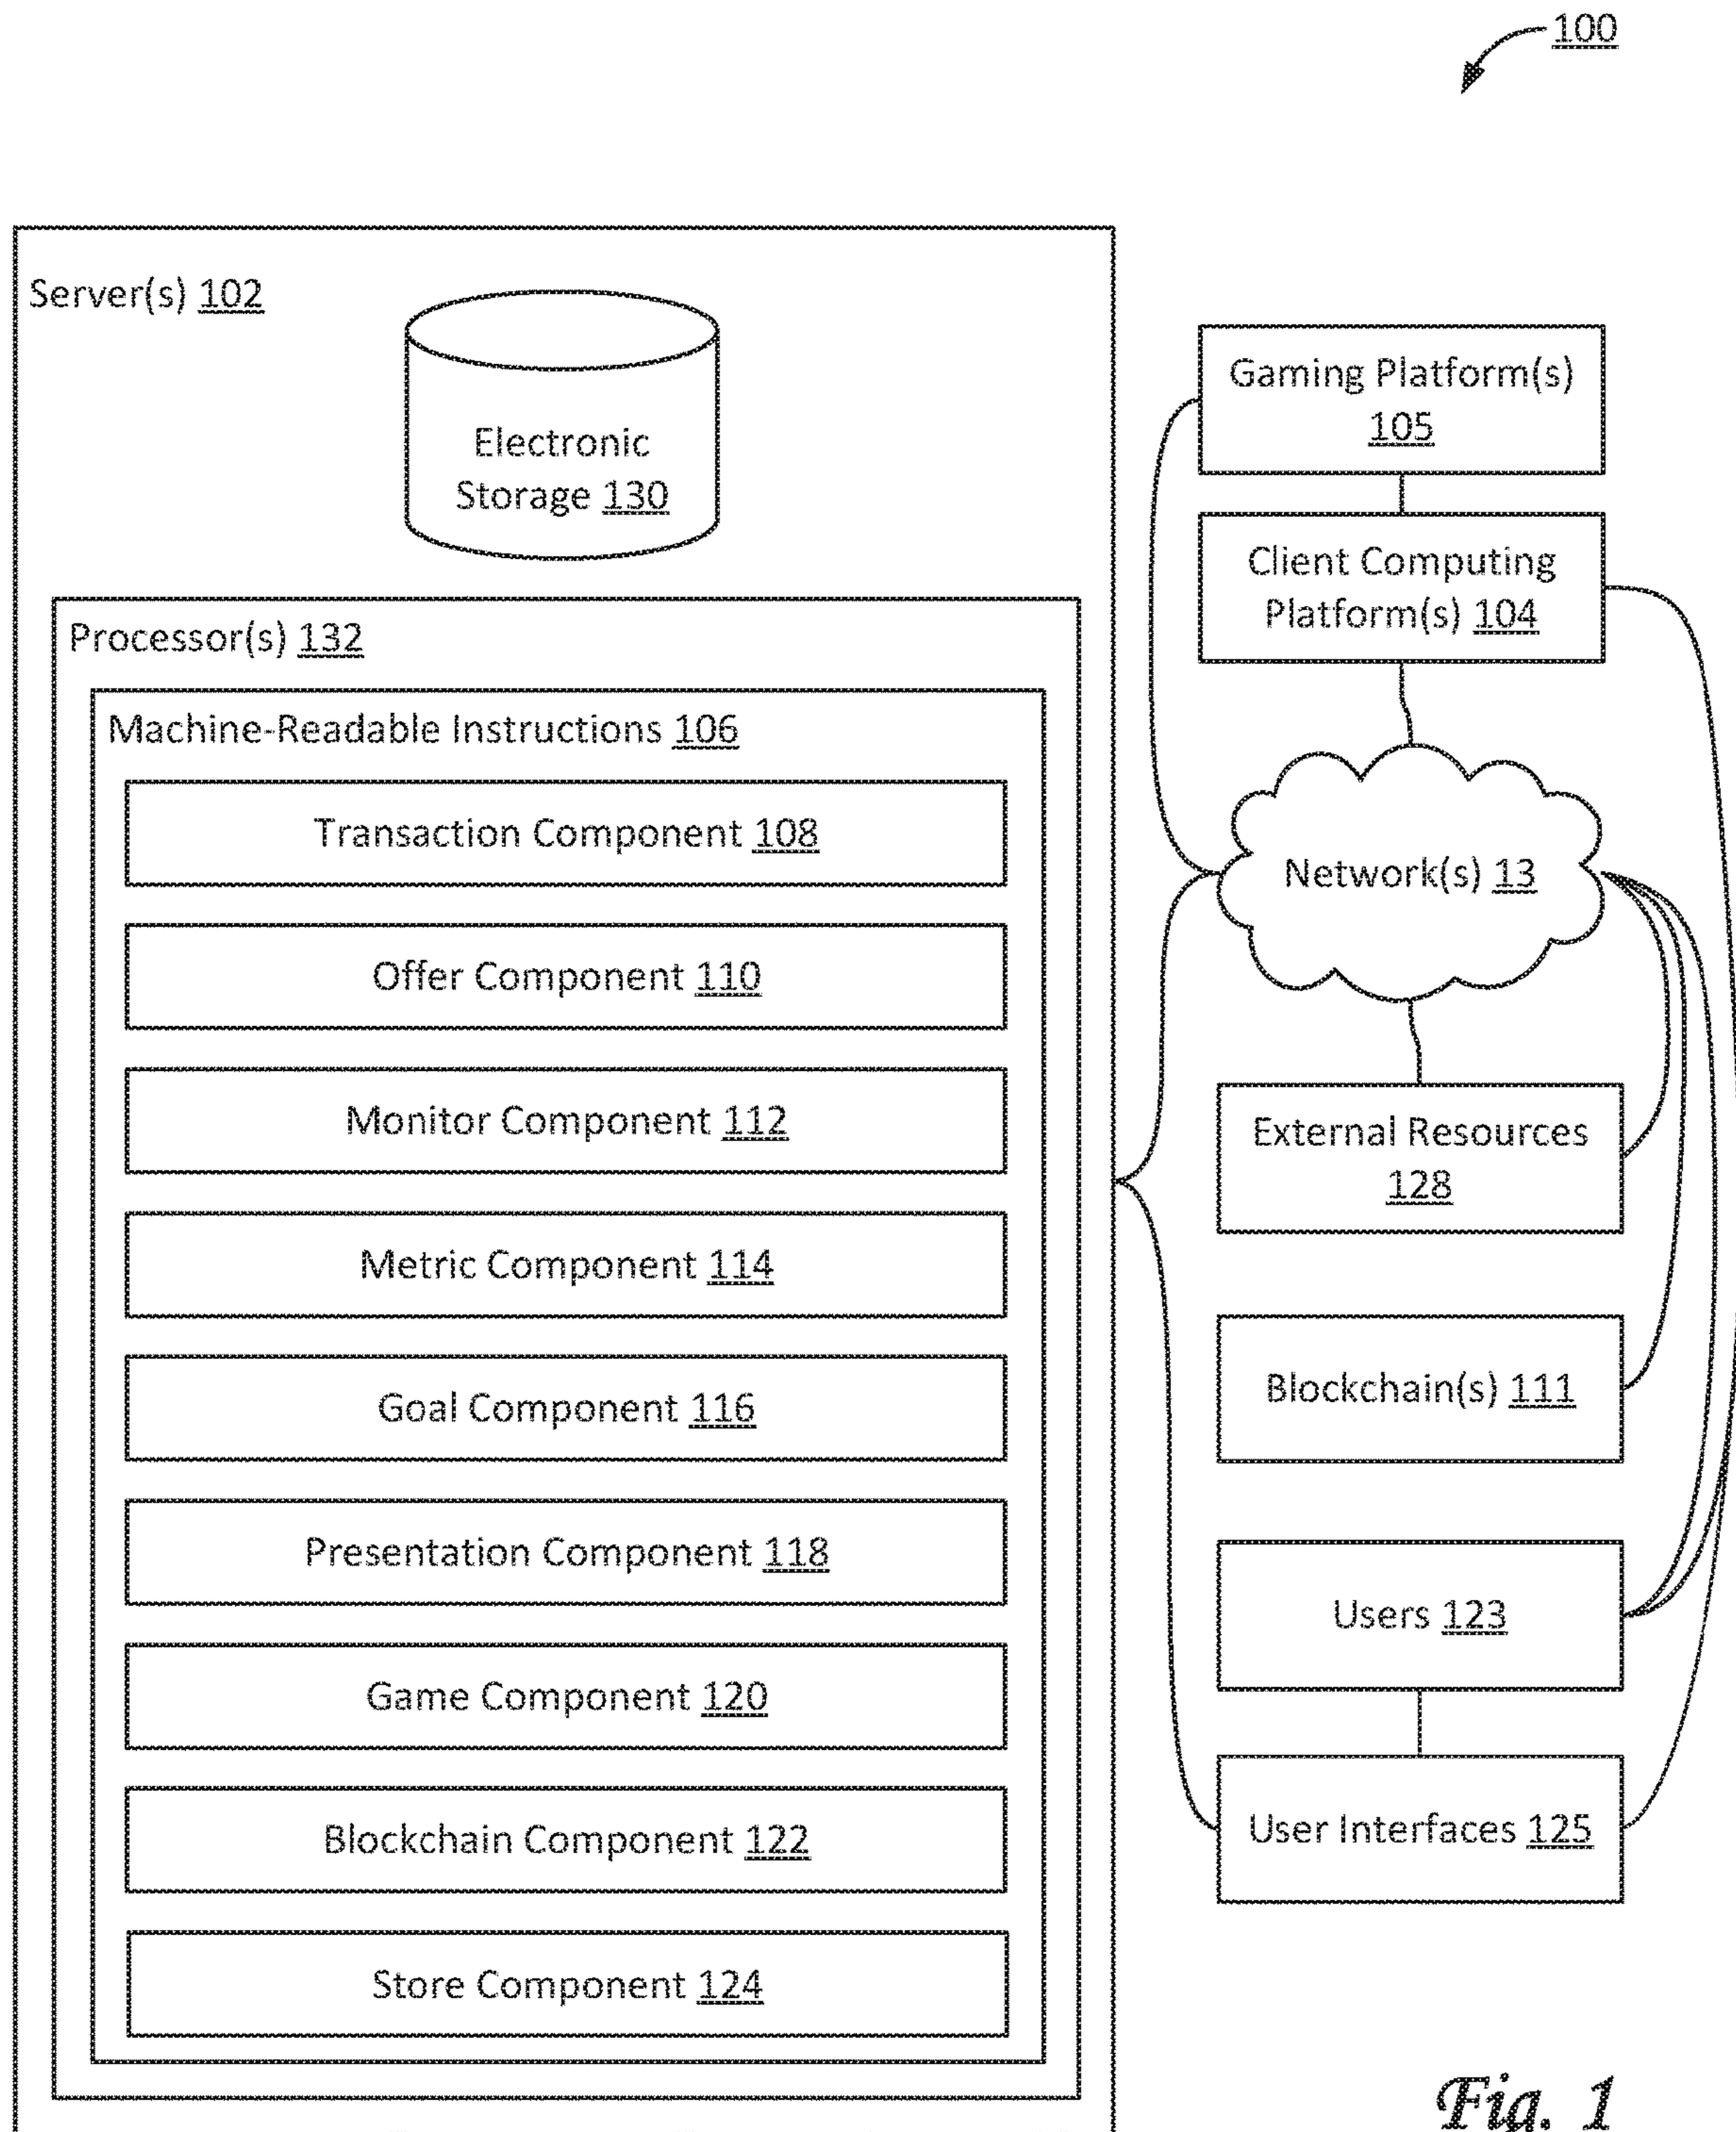 100
Server(s) 102
Electronic
Storage 130
Processor(s) 132
Machine-Readable Instructions 106
Transaction Component 108
Offer Component 110
Monitor Component 112
Metric Component 114
Goal Component 116
Presentation Component 118
Game Component 120
Blockchain Component 122
Store Component 124
Gaming Platform(s)
105
Client Computing
Platform(s) 104
Network(s) 13
External Resources
128
Blockchain(s) 111
Users 123
User Interfaces 125
Fig. 1